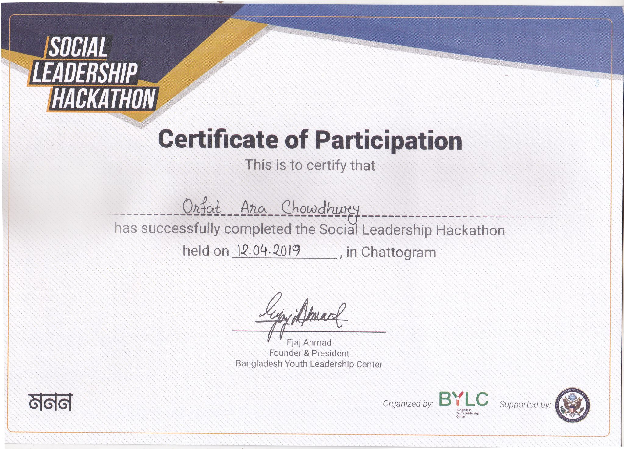 SOCIAL
LEADERSHIP
HACKATHON
Certificate of Participation
This is to certify that
Orfat Ara Chowdhury
has successfully completed the Social Leadership Hackathon
held on 12.04.2019, in Chattogram
Ejaj Ahmad
Founder & President
Bangladesh Youth Leadership Center
মনন
Organized by: BYLC
Supported by: